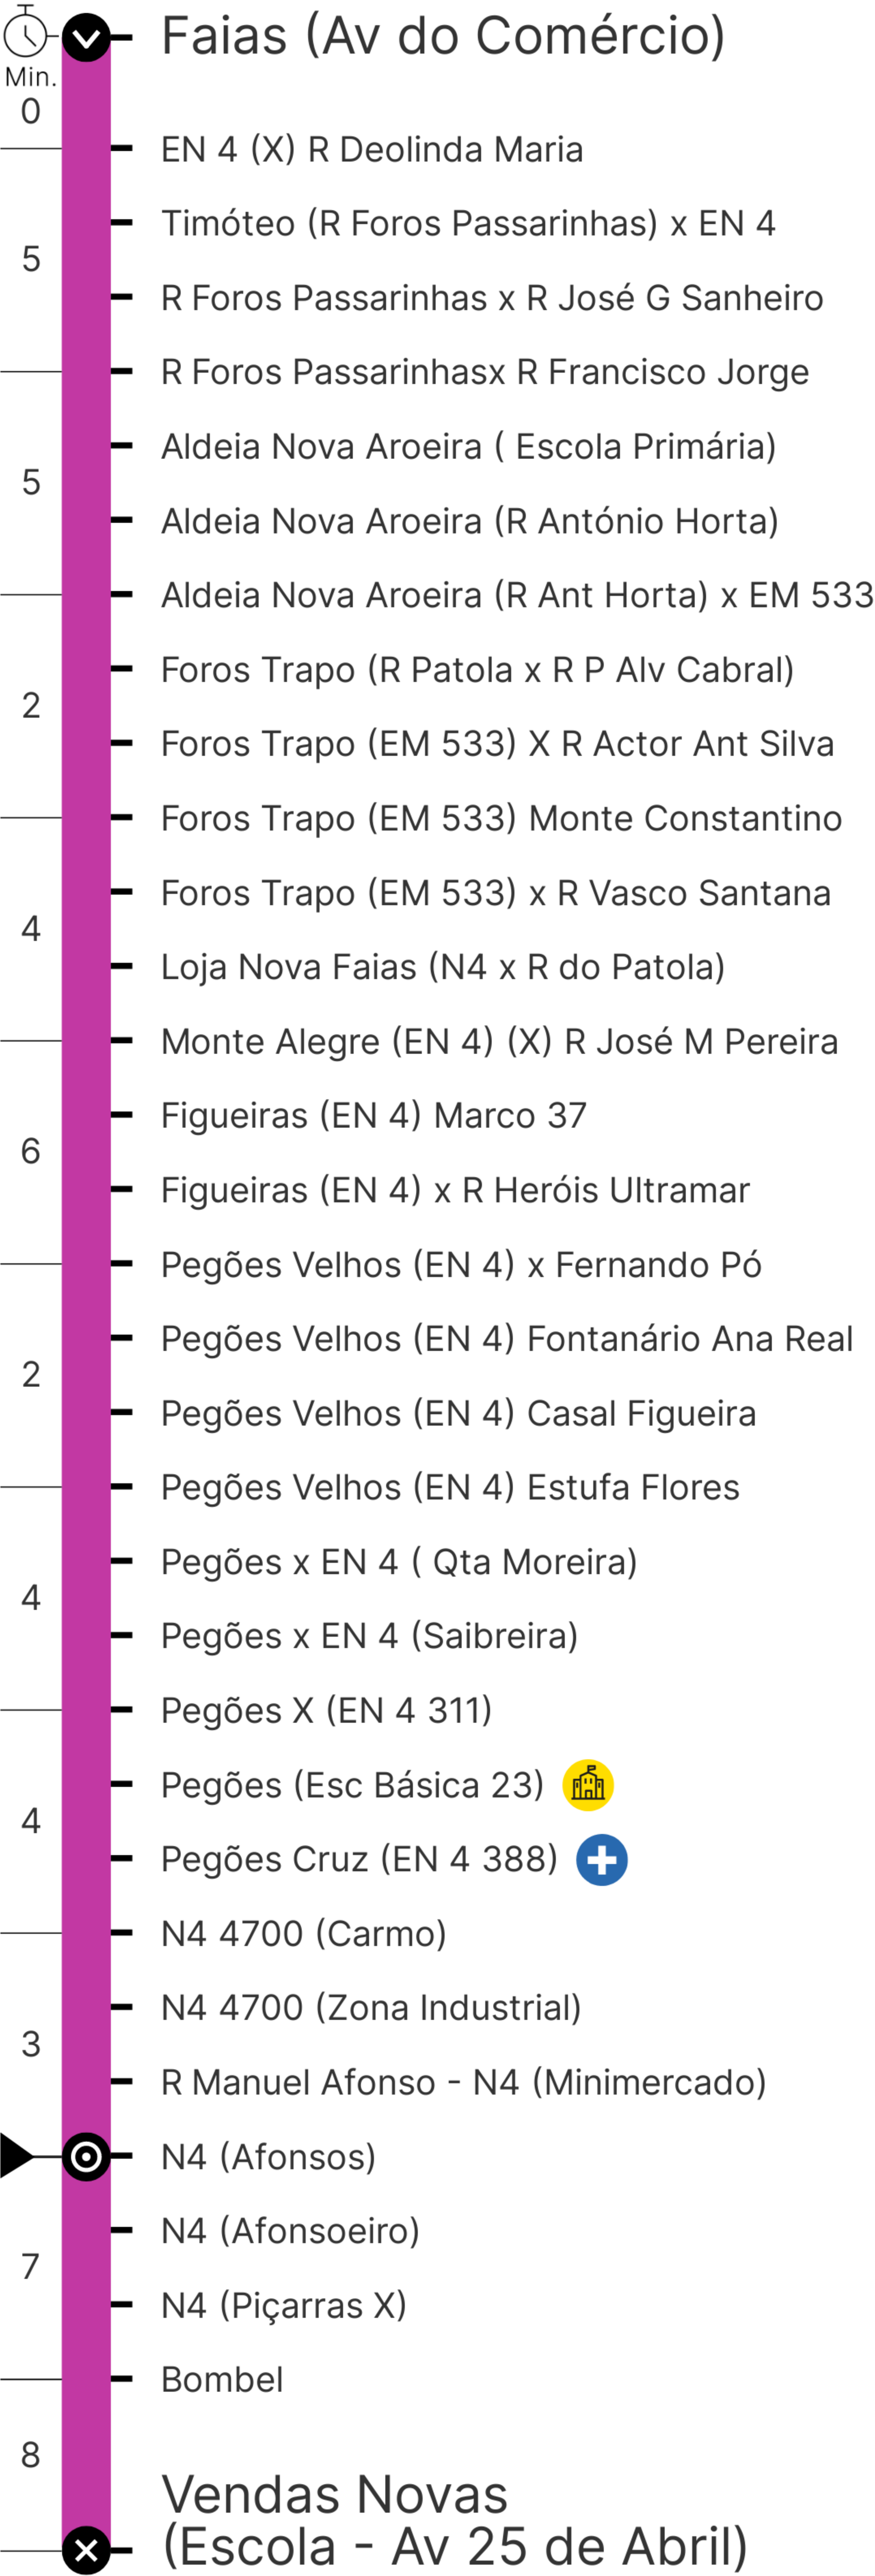 Faias (Av do Comércio)
Min.
0
EN 4 (X) R Deolinda Maria
Timóteo (R Foros Passarinhas) x EN 4
5
R Foros Passarinhas x R José G Sanheiro
R Foros Passarinhasx R Francisco Jorge
Aldeia Nova Aroeira ( Escola Primária)
5
Aldeia Nova Aroeira (R António Horta)
Aldeia Nova Aroeira (R Ant Horta) x EM 533
Foros Trapo (R Patola x R P Alv Cabral)
2
Foros Trapo (EM 533) X R Actor Ant Silva
Foros Trapo (EM 533) Monte Constantino
Foros Trapo (EM 533) x R Vasco Santana
4
Loja Nova Faias (N4 x R do Patola)
Monte Alegre (EN 4) (X) R José M Pereira
Figueiras (EN 4) Marco 37
6
Figueiras (EN 4) x R Heróis Ultramar
Pegões Velhos (EN 4) x Fernando Pó
Pegões Velhos (EN 4) Fontanário Ana Real
2
Pegões Velhos (EN 4) Casal Figueira
Pegões Velhos (EN 4) Estufa Flores
Pegões x EN 4 ( Qta Moreira)
4
Pegões x EN 4 (Saibreira)
Pegões X (EN 4 311)
Pegões (Esc Básica 23)
4
Pegões Cruz (EN 4 388)
N4 4700 (Carmo)
N4 4700 (Zona Industrial)
3
R Manuel Afonso - N4 (Minimercado)
N4 (Afonsos)
N4 (Afonsoeiro)
7
N4 (Piçarras X)
Bombel
8
Vendas Novas
(Escola - Av 25 de Abril)